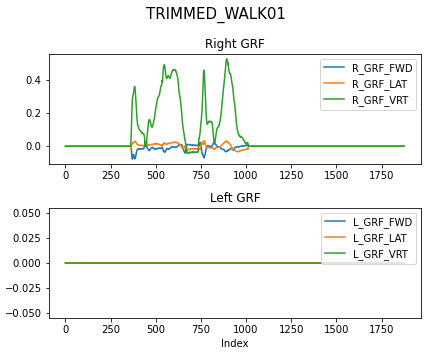 TRIMMED_WALK01
Right GRF
0.4
0.2
0.0
R_GRF_FWD
R_GRF_LAT
R_GRF_VRT
0 250 500 750 1000 1250 1500 1750
Left GRF
0.050
0.025
0.000
-0.025
-0.050
L_GRF_FWD
L_GRF_LAT
L_GRF_VRT
0 250 500 750 1000 1250 1500 1750
Index